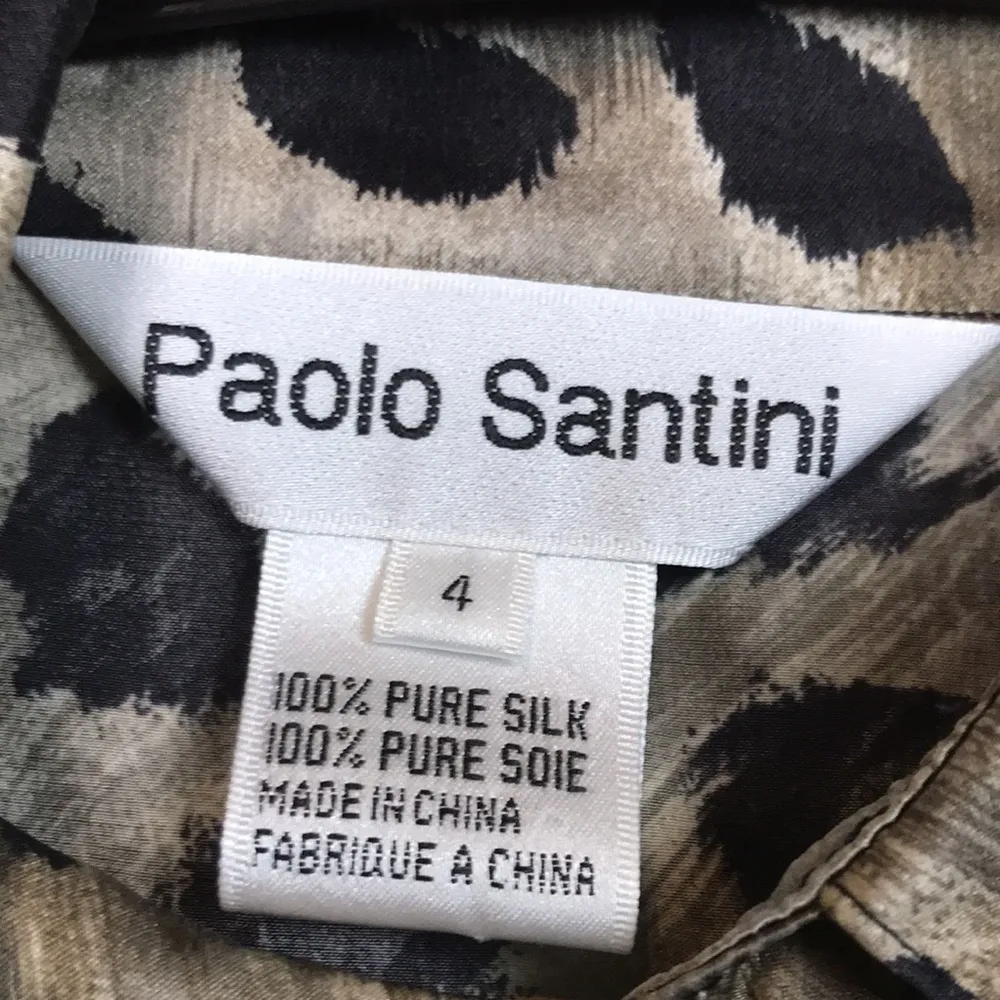 Paolo Santini
4
100% PURE SILK
100% PURE SOIE
MADE IN CHINA
FABRIQUE A CHINA